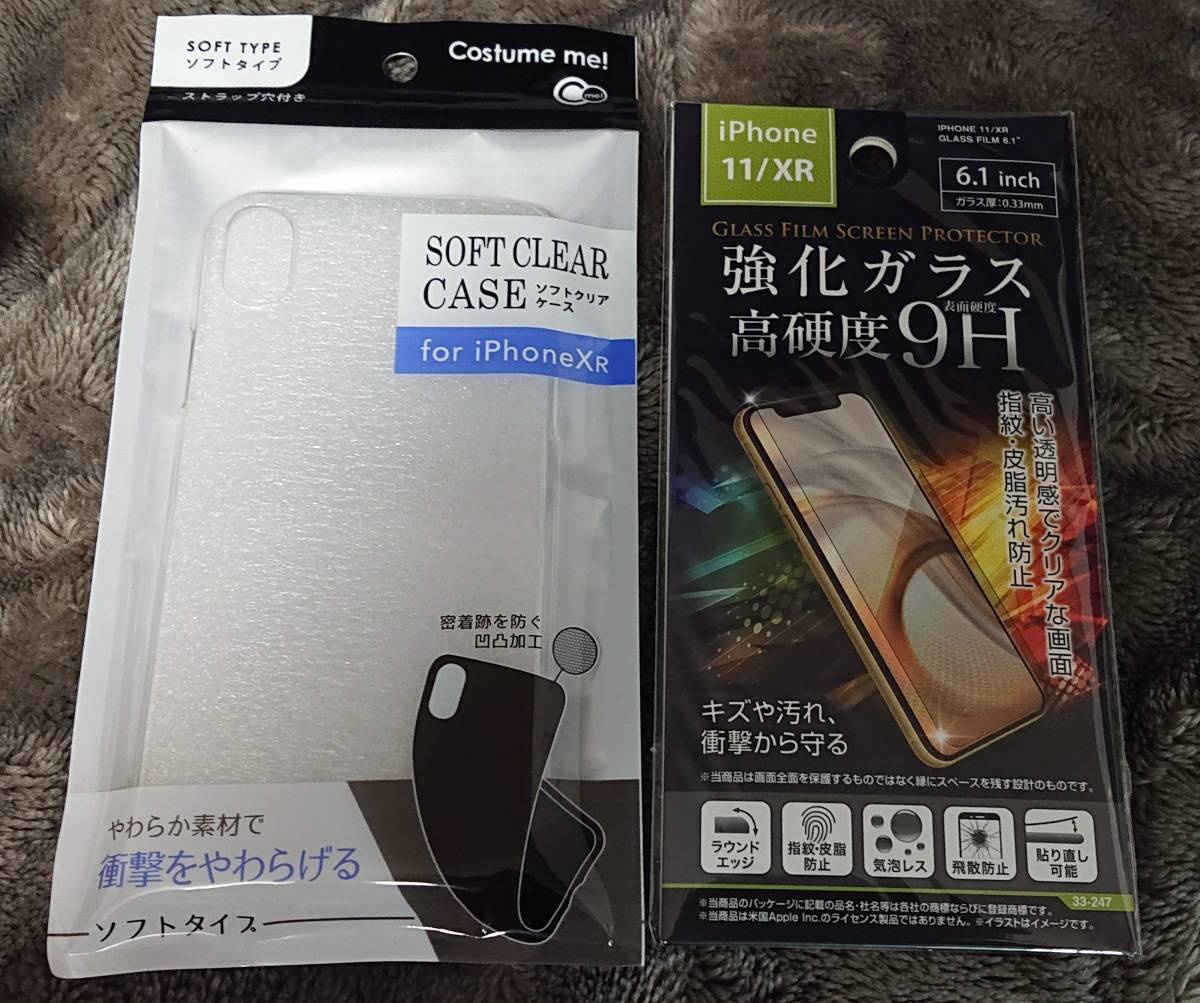 SOFT TYPE
ソフトタイプ
ストラップ穴付き
Costume me!
me!
SOFT CLEAR
CASE ソフトクリア
ケース
for iPhoneXR
密着跡を防ぐ
凹凸加工
やわらか素材で
衝撃をやわらげる
ソフトタイプ
iPhone
11/XR
IPHONE 11/XR
GLASS FILM 6.1"
6.1 inch
ガラス厚:0.33mm
GLASS FILM SCREEN PROTECTOR
強化ガラス
表面硬度
高硬度9H
高い透明感でクリアな画面
指紋・皮脂汚れ防止
キズや汚れ、
衝撃から守る
※当商品は画面全面を保護するものではなく縁にスペースを残す設計のものです。
ラウンド
エッジ
指紋・皮脂
防止
気泡レス
飛散防止
貼り直し
可能
33-247
※当商品のパッケージに記載の品名・社名等は各社の商標ならびに登録商標です。
※当商品は米国Apple Inc.のライセンス製品ではありません。※イラストはイメージです。